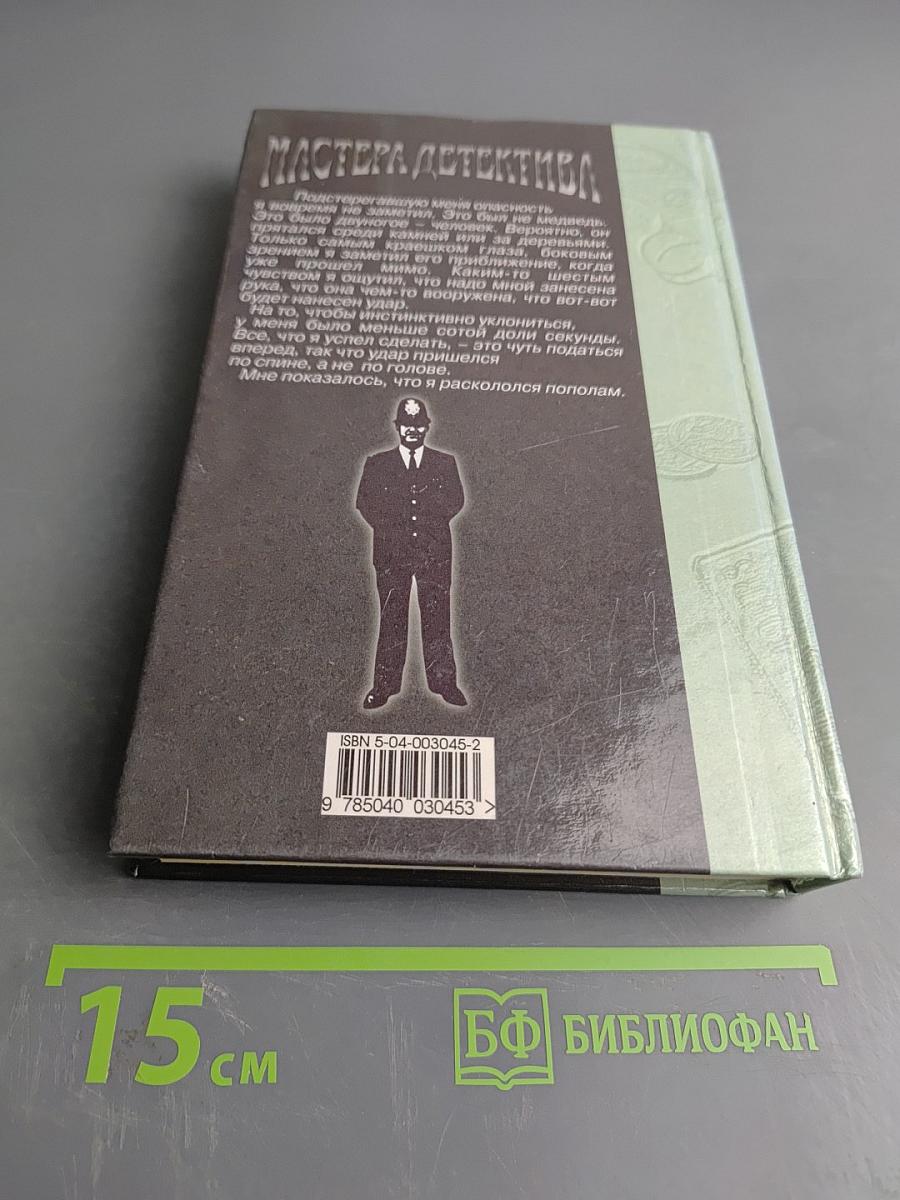 МАСТЕРА ДЕТЕКТИВА
Подстерегавшую меня опасность
я вовремя не заметил. Это был не медведь.
Это было двуногое – человек. Вероятно, он
прятался среди камней или за деревьями.
Только самым краешком глаза, боковым
зрением я заметил его приближение, когда
уже прошел мимо. Каким-то шестым
чувством я ощутил, что надо мной занесена
рука, что она чем-то вооружена, что вот-вот
будет нанесен удар.
На то, чтобы инстинктивно уклониться,
у меня было меньше сотой доли секунды.
Все, что я успел сделать, – это чуть податься
вперед, так что удар пришелся
по спине, а не по голове.
Мне показалось, что я раскололся пополам.
ISBN 5-04-003045-2
9 785040 030453 >
15 см
БФ БИБЛИОФАН